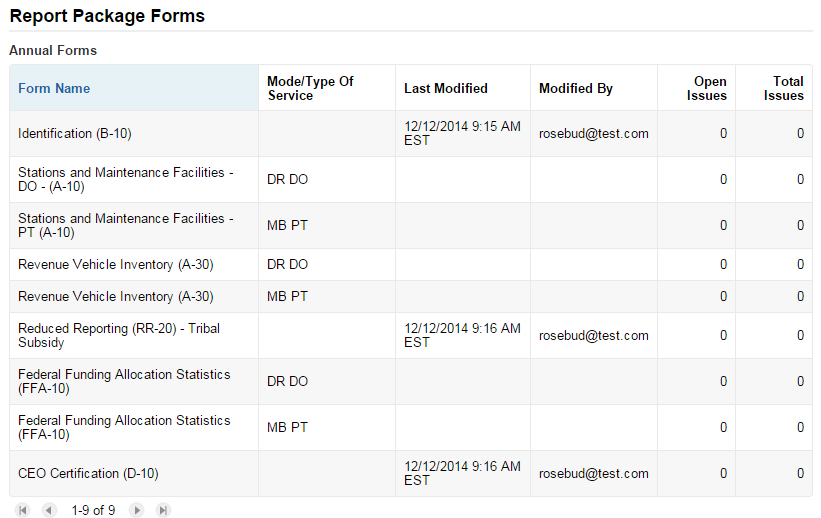 Report Package Forms
Annual Forms
Form Name
Mode/Type Of
Service
Last Modified
Modified By
Open
Issues
Total
Issues
Identification (B-10)
12/12/2014 9:15 AM
EST
rosebud@test.com
0
0
Stations and Maintenance Facilities -
DO - (A-10)
DR DO
0
0
Stations and Maintenance Facilities -
PT (A-10)
MB PT
0
0
Revenue Vehicle Inventory (A-30)
DR DO
0
0
Revenue Vehicle Inventory (A-30)
MB PT
0
0
Reduced Reporting (RR-20) - Tribal
Subsidy
12/12/2014 9:16 AM
EST
rosebud@test.com
0
0
Federal Funding Allocation Statistics
(FFA-10)
DR DO
0
0
Federal Funding Allocation Statistics
(FFA-10)
MB PT
0
0
CEO Certification (D-10)
12/12/2014 9:16 AM
EST
rosebud@test.com
0
0
1-9 of 9